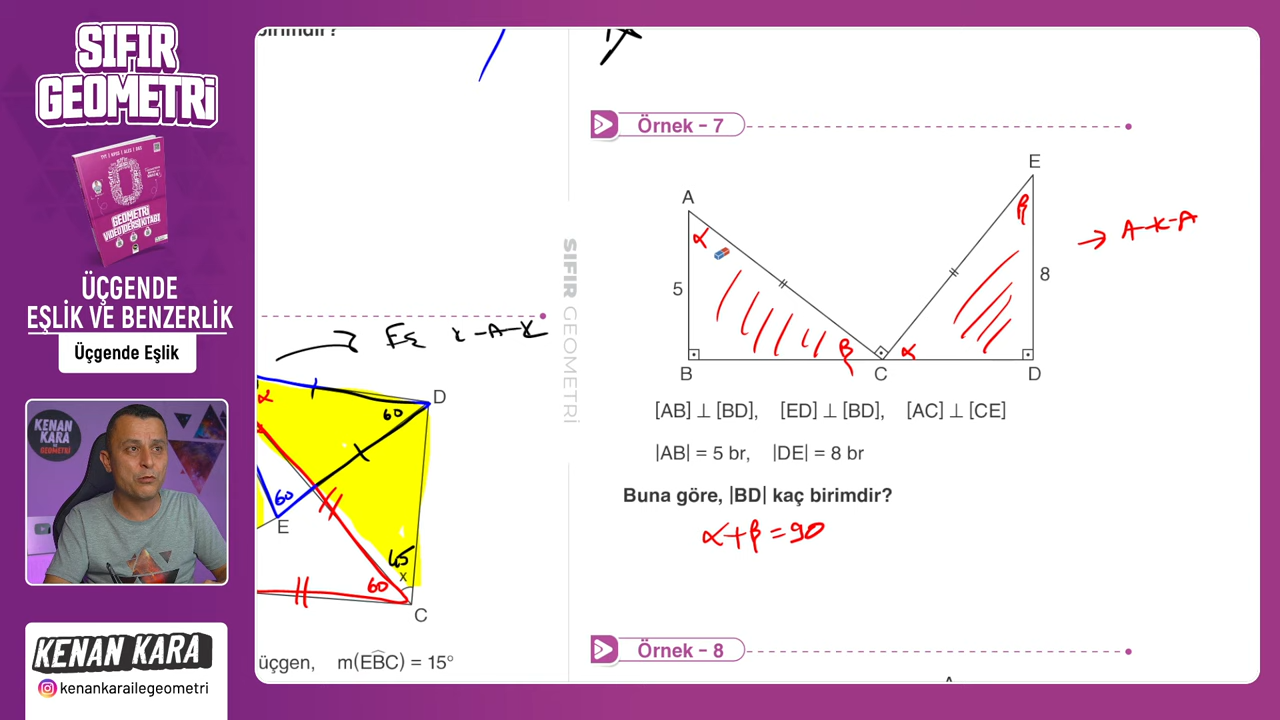 SIFIR
GEOMETRİ
GEOMETRİ
VİDEO DERS KİTABI
ÜÇGENDE
EŞLİK VE BENZERLİK
Üçgende Eşlik
KENAN
KARA
GEOMETRİ
KENAN KARA
kenankarailegeometri
birimdir?
Eş K-A-K
D
60
α
60
E
45
x
60
C
üçgen, m(EBC) = 15°
SIFIR GEOMETRİ
Örnek - 7
E
A
β
α
→ A-K-A
5
8
β
α
B
C
D
[AB] ⊥ [BD], [ED] ⊥ [BD], [AC] ⊥ [CE]
|AB| = 5 br, |DE| = 8 br
Buna göre, |BD| kaç birimdir?
α+β=90
Örnek - 8